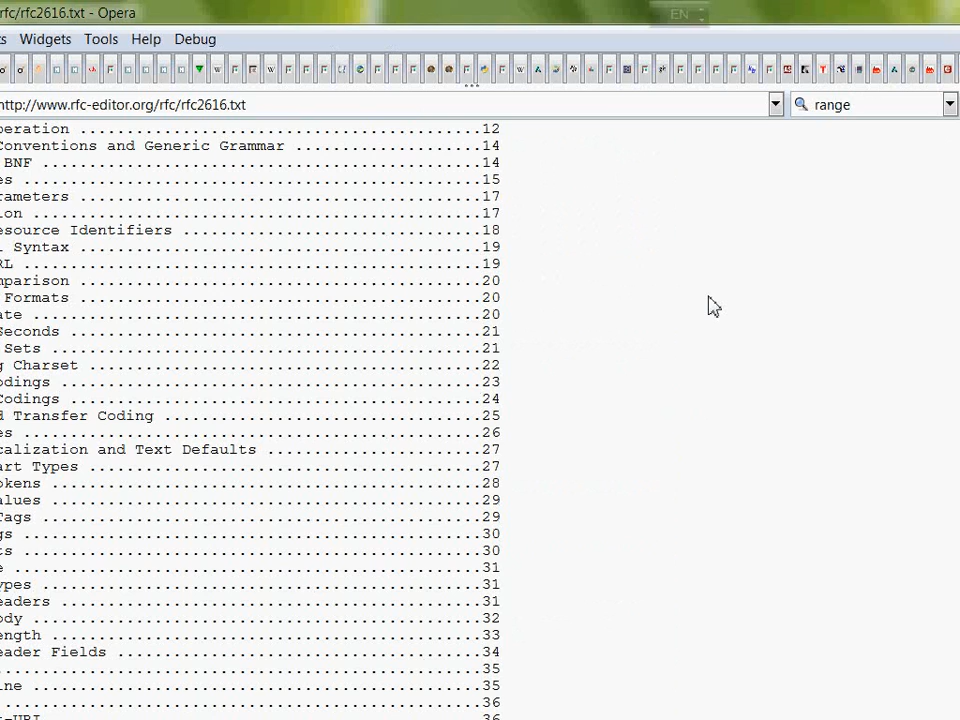 rfc/rfc2616.txt - Opera
EN
ts Widgets Tools Help Debug
http://www.rfc-editor.org/rfc/rfc2616.txt
range
peration ...........................................12
Conventions and Generic Grammar ....................14
BNF ...............................................14
es .................................................15
rameters ............................................17
ion ................................................17
esource Identifiers ................................18
l Syntax ...........................................19
RL .................................................19
mparison ...........................................20
Formats ............................................20
ate .................................................20
Seconds .............................................21
Sets ...............................................21
g Charset ..........................................22
odings .............................................23
Codings ............................................24
d Transfer Coding ..................................25
es .................................................26
calization and Text Defaults .......................27
art Types ..........................................27
okens ..............................................28
alues ..............................................29
Tags ...............................................29
gs .................................................30
ts .................................................30
e ..................................................31
ypes ...............................................31
eaders .............................................31
ody ................................................32
ength ..............................................33
eader Fields .......................................34
....................................................35
ine ................................................35
....................................................36
t-URI ..............................................36